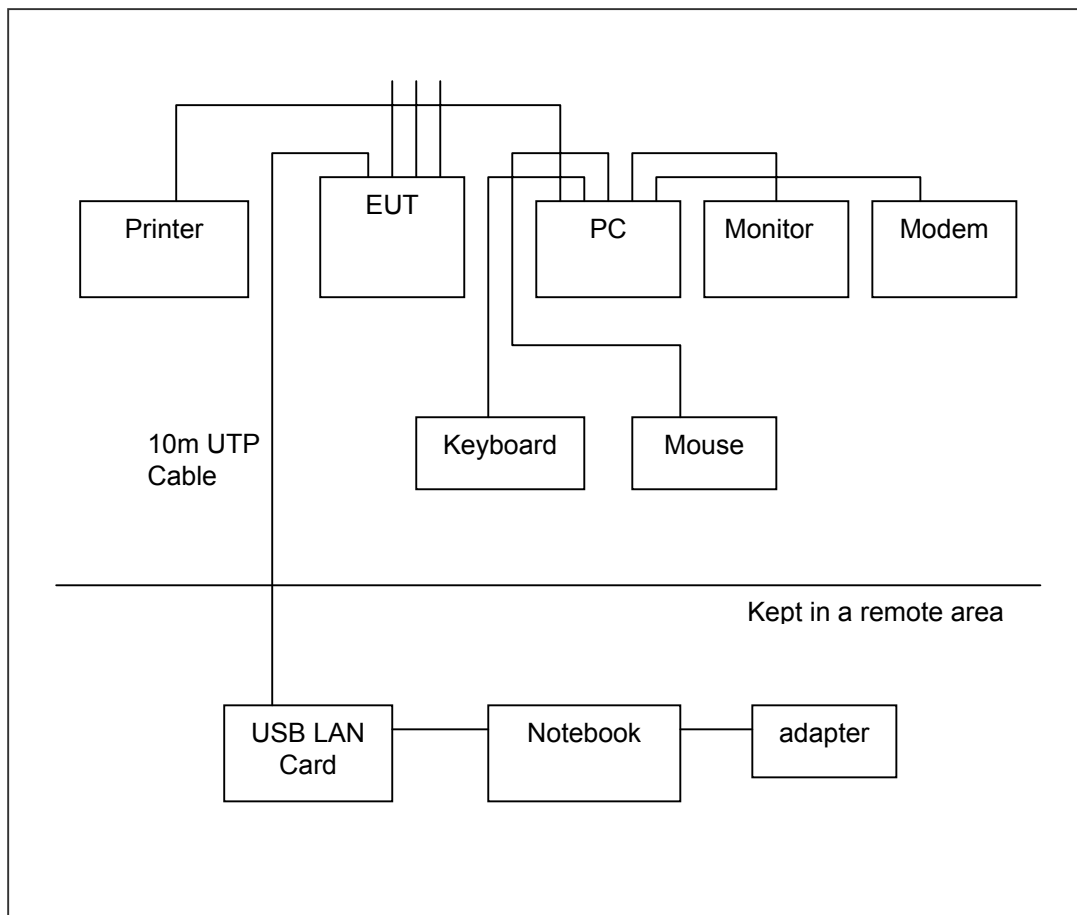 EUT
Printer
PC
Monitor
Modem
Keyboard
Mouse
10m UTP
Cable
Kept in a remote area
USB LAN
Card
Notebook
adapter